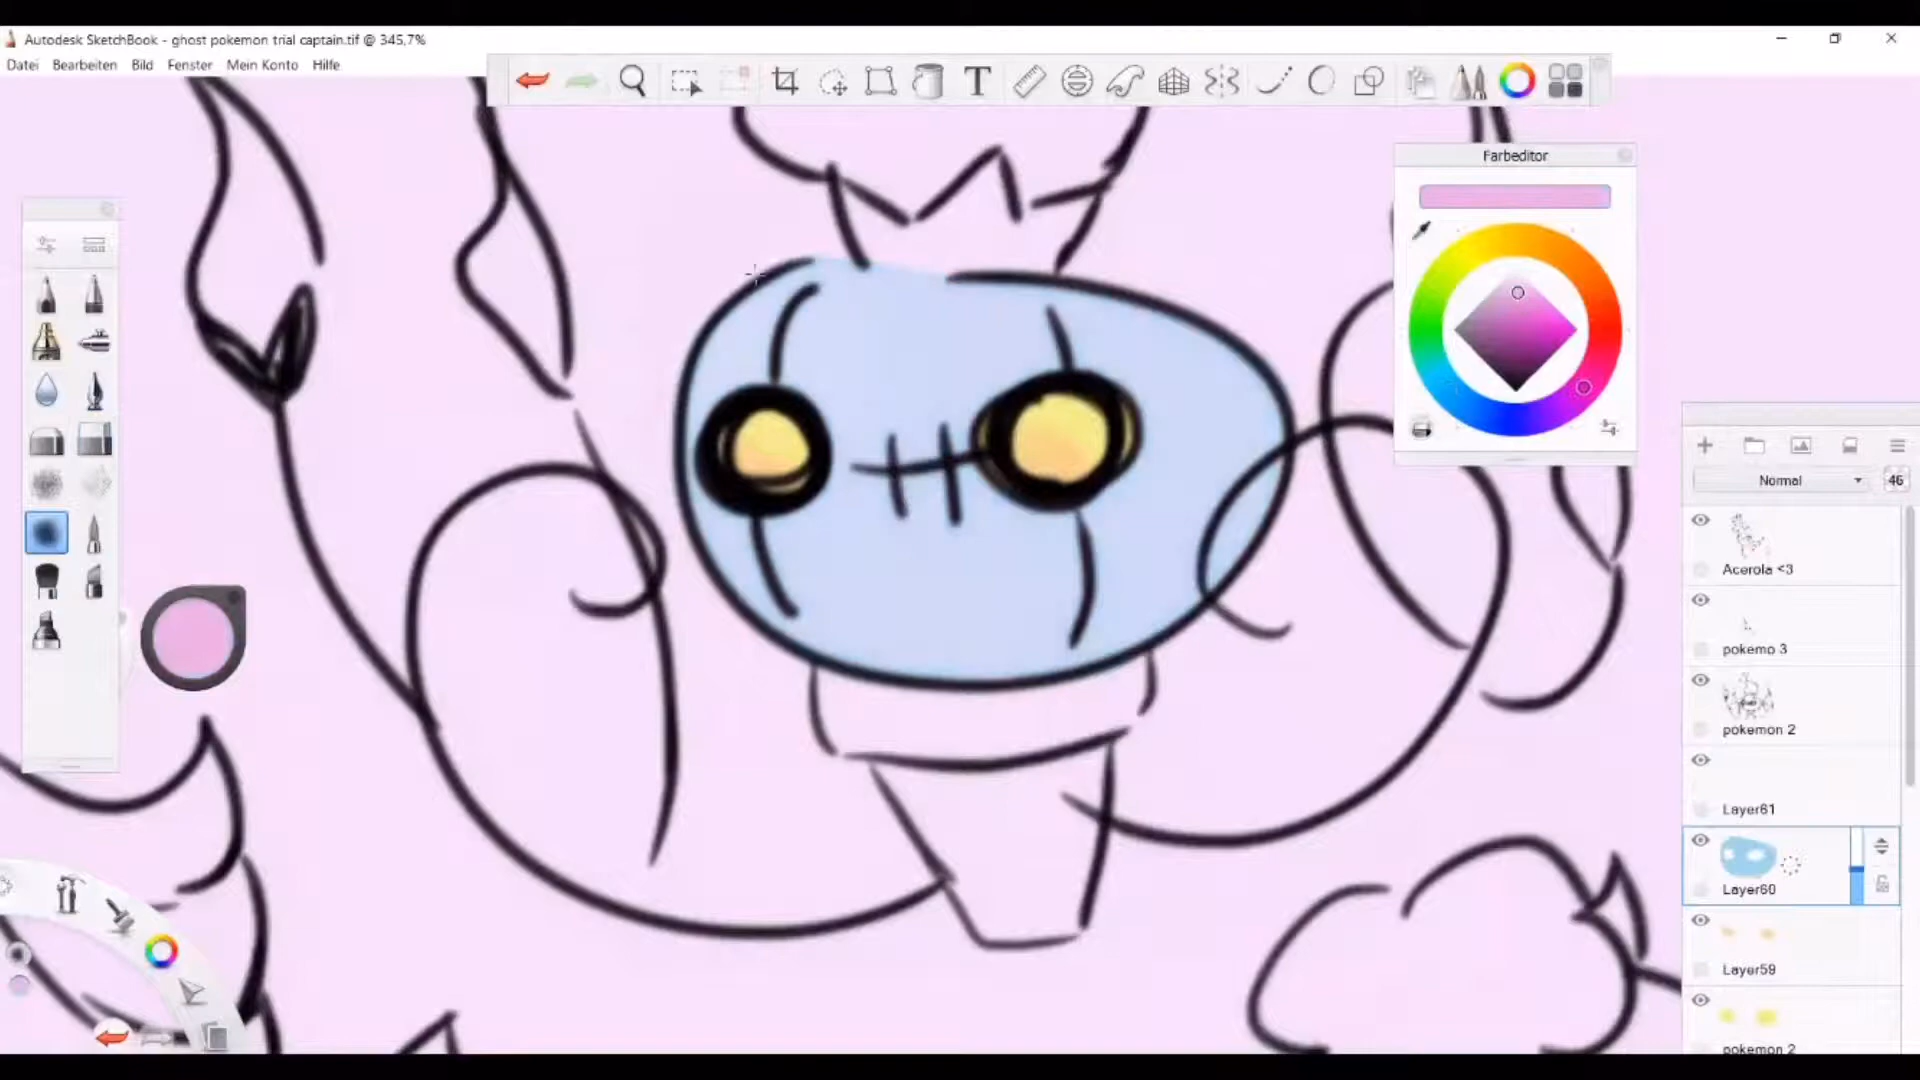 Autodesk SketchBook - ghost pokemon trial captain.tif @ 345,7%
Datei Bearbeiten Bild Fenster Mein Konto Hilfe
T
Farbeditor
Normal 46
Acerola <3
pokemo 3
pokemon 2
Layer61
Layer60
Layer59
pokemon 2